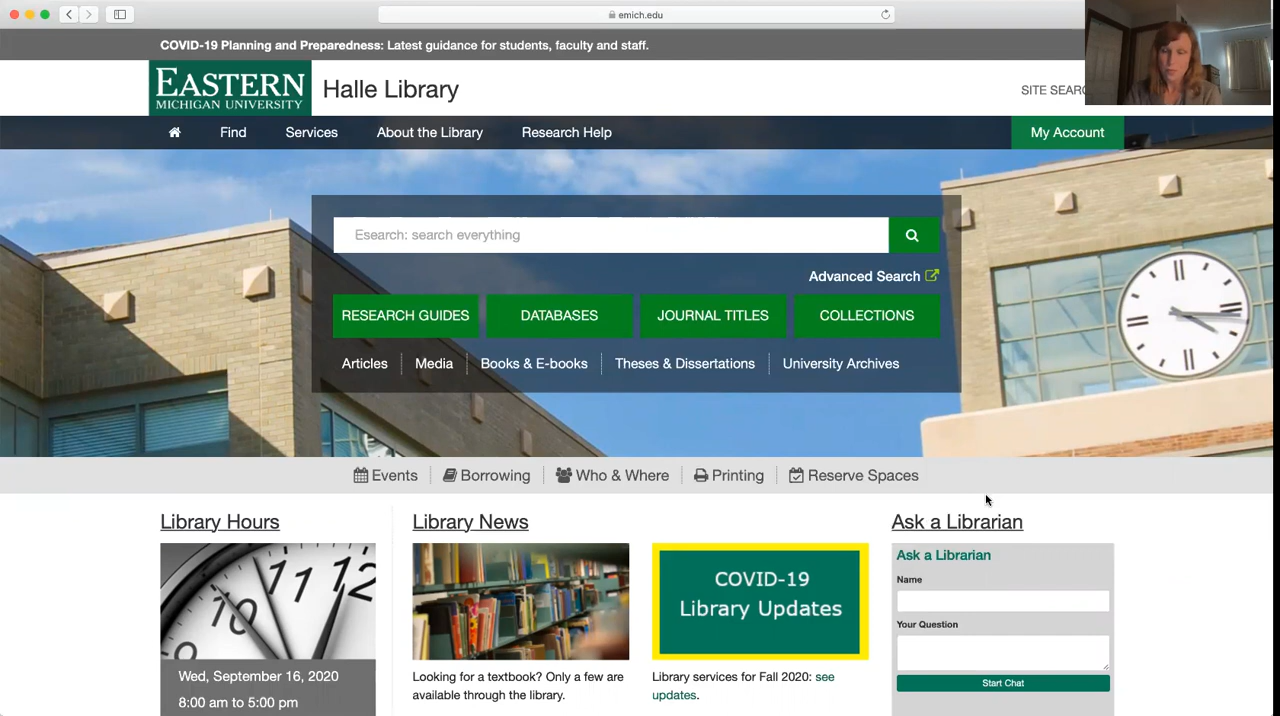 emich.edu
COVID-19 Planning and Preparedness: Latest guidance for students, faculty and staff.
EASTERN
MICHIGAN UNIVERSITY
Halle Library
SITE SEARC
Find
Services
About the Library
Research Help
My Account
Esearch: search everything
Advanced Search
RESEARCH GUIDES
DATABASES
JOURNAL TITLES
COLLECTIONS
Articles
Media
Books & E-books
Theses & Dissertations
University Archives
Events
Borrowing
Who & Where
Printing
Reserve Spaces
Library Hours
10
11
12
Wed, September 16, 2020
8:00 am to 5:00 pm
Library News
Looking for a textbook? Only a few are
available through the library.
COVID-19
Library Updates
Library services for Fall 2020: see
updates.
Ask a Librarian
Ask a Librarian
Name
Your Question
Start Chat